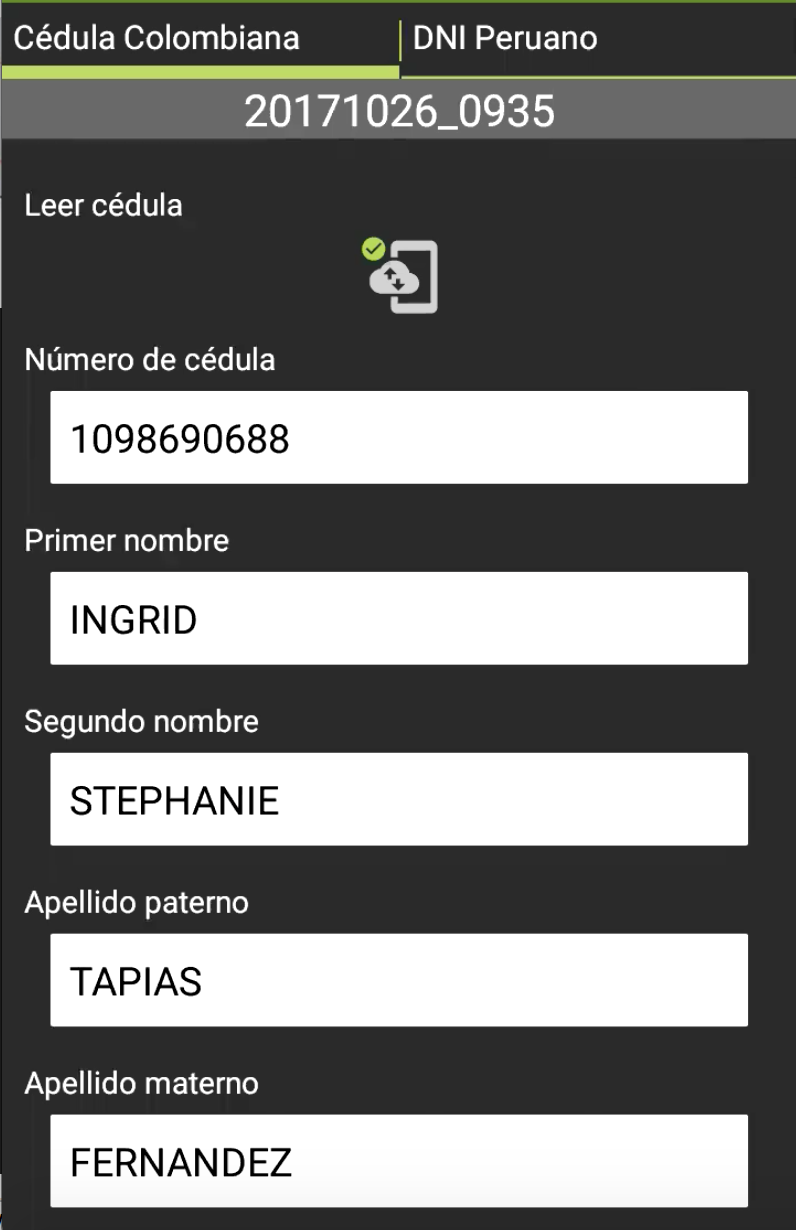 Cédula Colombiana
DNI Peruano
20171026_0935
Leer cédula
Número de cédula
1098690688
Primer nombre
INGRID
Segundo nombre
STEPHANIE
Apellido paterno
TAPIAS
Apellido materno
FERNANDEZ